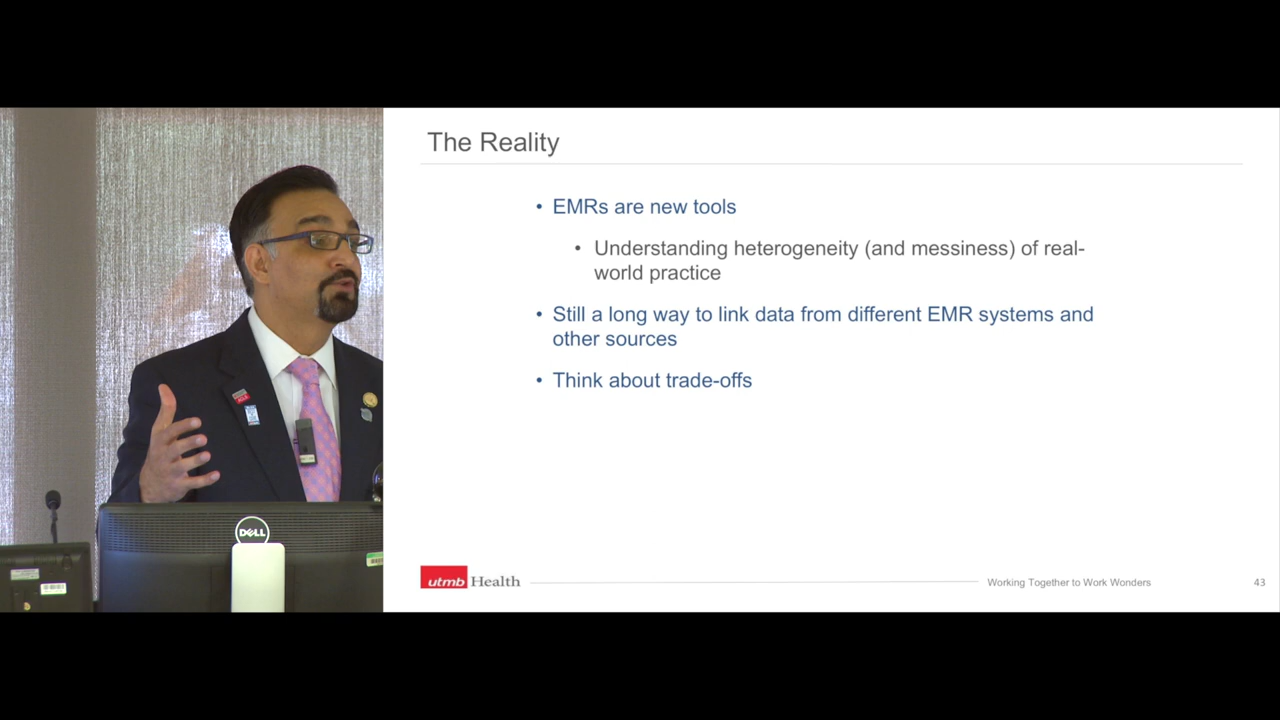 The Reality
• EMRs are new tools
• Understanding heterogeneity (and messiness) of real-
world practice
• Still a long way to link data from different EMR systems and
other sources
• Think about trade-offs
DELL
utmb Health
Working Together to Work Wonders
43